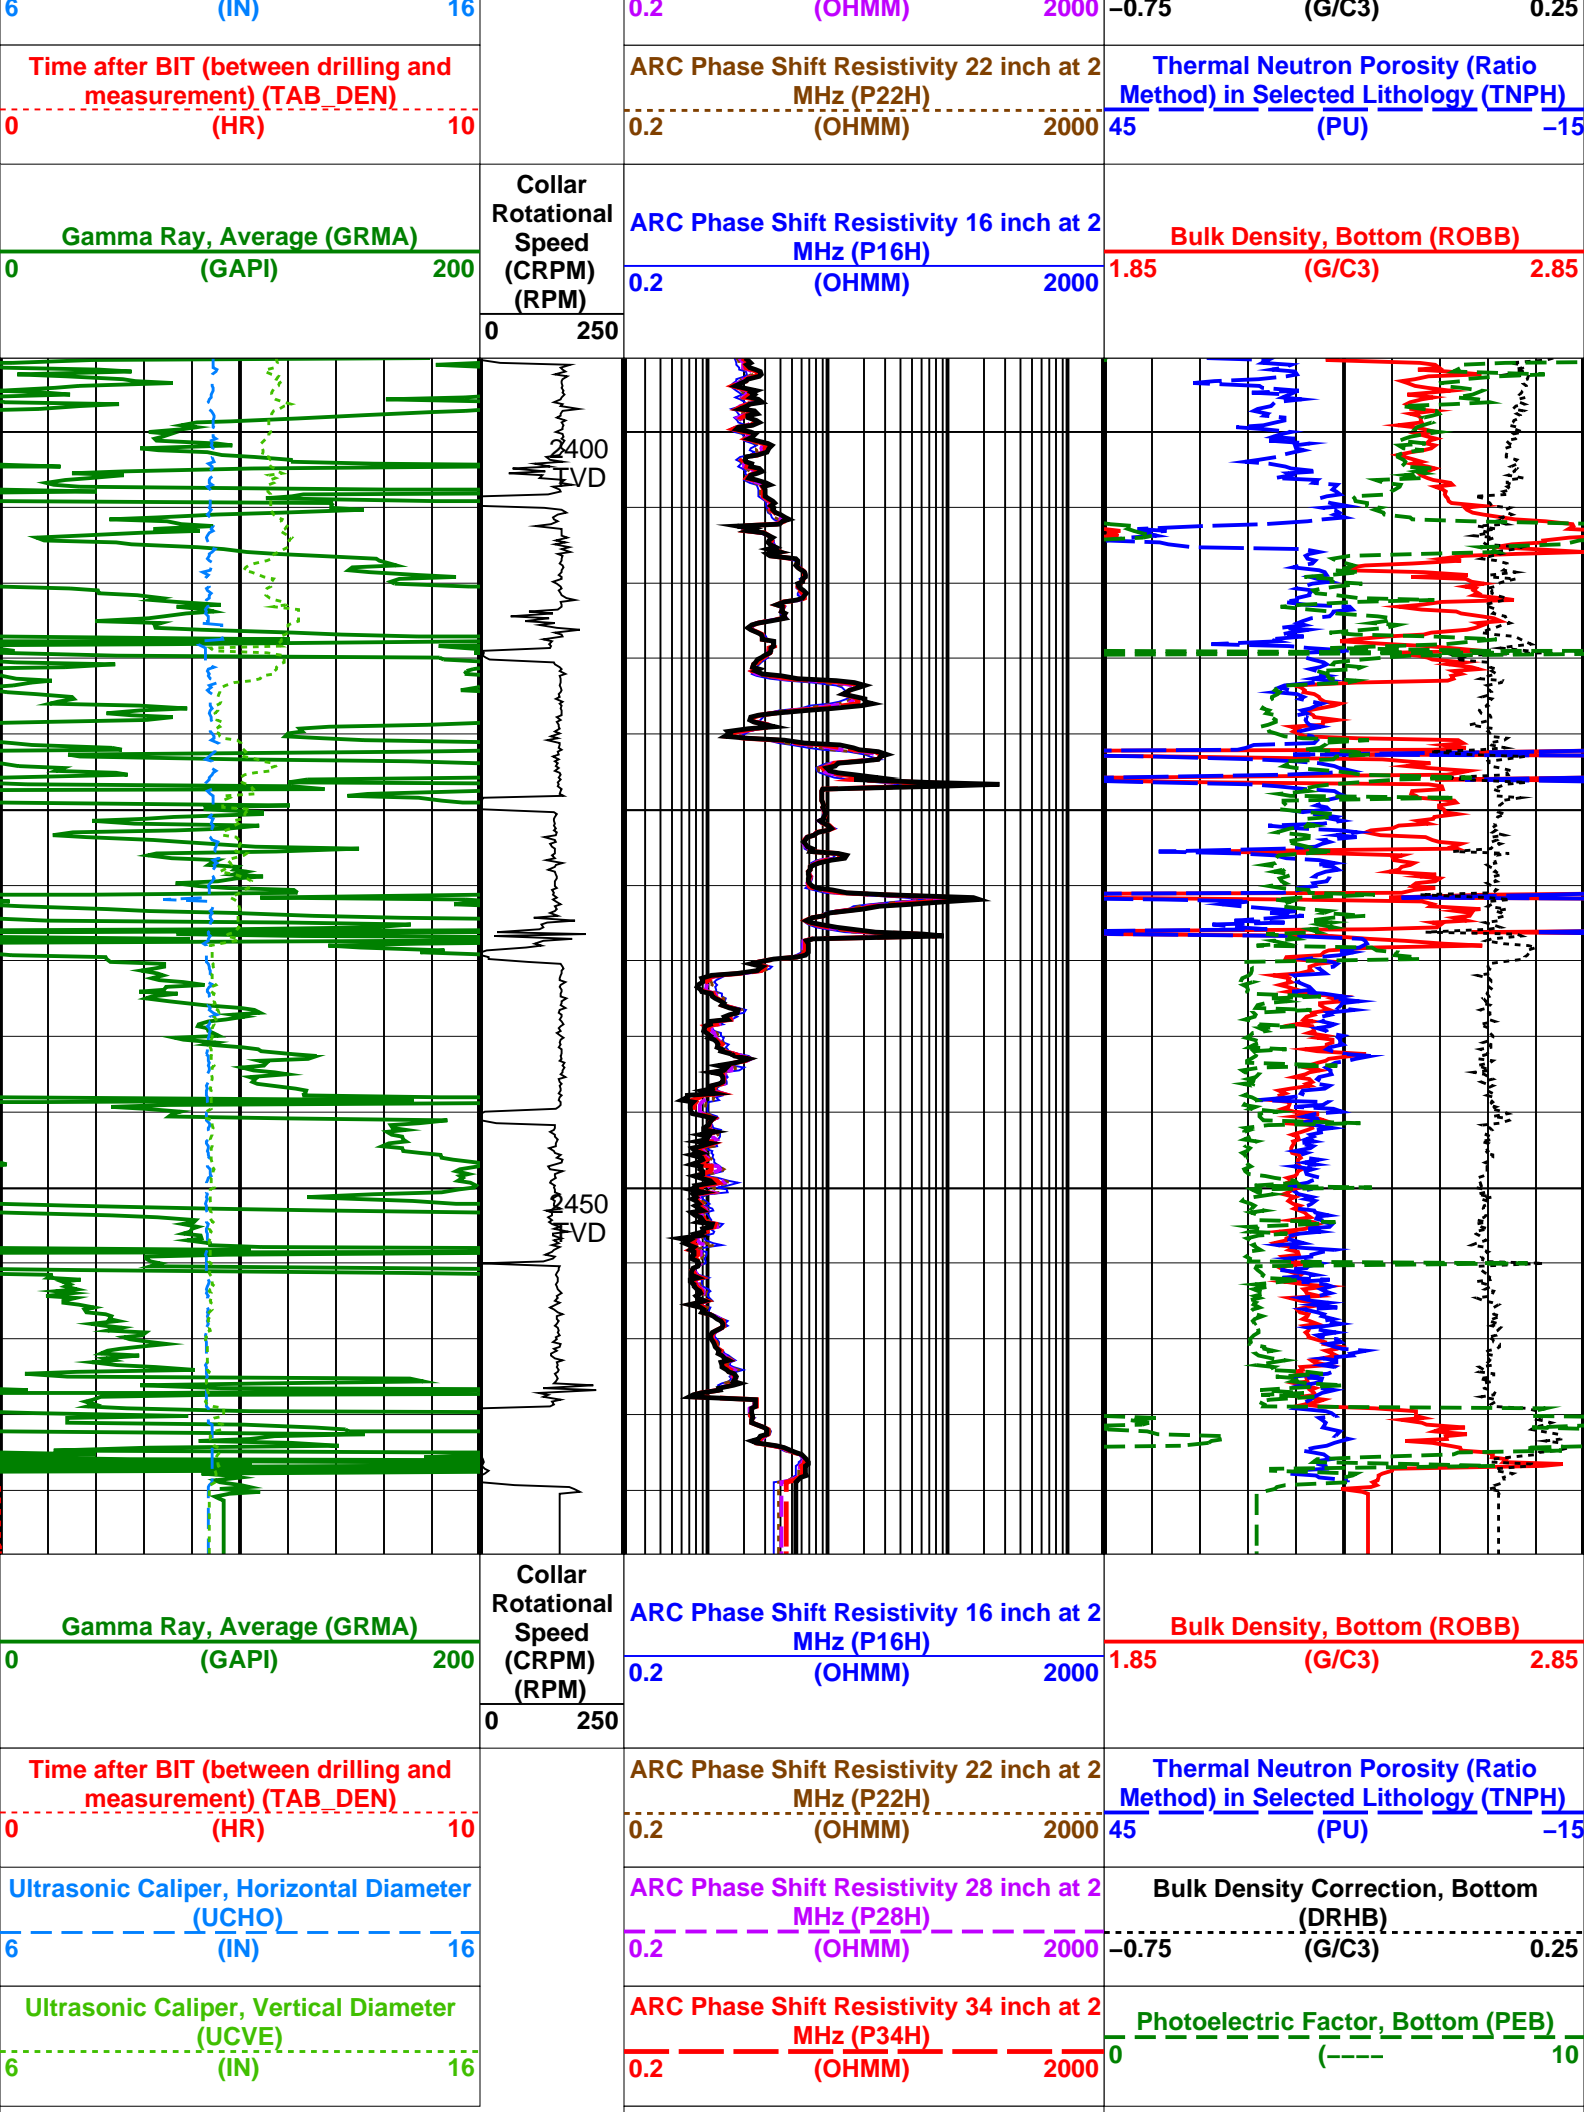 6 (IN) 16
0.2 (OHMM) 2000
−0.75 (G/C3) 0.25
Time after BIT (between drilling and
measurement) (TAB_DEN)
0 (HR) 10
ARC Phase Shift Resistivity 22 inch at 2
MHz (P22H)
0.2 (OHMM) 2000
Thermal Neutron Porosity (Ratio
Method) in Selected Lithology (TNPH)
45 (PU) −15
Gamma Ray, Average (GRMA)
0 (GAPI) 200
Collar
Rotational
Speed
(CRPM)
(RPM)
0 250
ARC Phase Shift Resistivity 16 inch at 2
MHz (P16H)
0.2 (OHMM) 2000
Bulk Density, Bottom (ROBB)
1.85 (G/C3) 2.85
2400
TVD
2450
TVD
Gamma Ray, Average (GRMA)
0 (GAPI) 200
Collar
Rotational
Speed
(CRPM)
(RPM)
0 250
ARC Phase Shift Resistivity 16 inch at 2
MHz (P16H)
0.2 (OHMM) 2000
Bulk Density, Bottom (ROBB)
1.85 (G/C3) 2.85
Time after BIT (between drilling and
measurement) (TAB_DEN)
0 (HR) 10
ARC Phase Shift Resistivity 22 inch at 2
MHz (P22H)
0.2 (OHMM) 2000
Thermal Neutron Porosity (Ratio
Method) in Selected Lithology (TNPH)
45 (PU) −15
Ultrasonic Caliper, Horizontal Diameter
(UCHO)
6 (IN) 16
ARC Phase Shift Resistivity 28 inch at 2
MHz (P28H)
0.2 (OHMM) 2000
Bulk Density Correction, Bottom
(DRHB)
−0.75 (G/C3) 0.25
Ultrasonic Caliper, Vertical Diameter
(UCVE)
6 (IN) 16
ARC Phase Shift Resistivity 34 inch at 2
MHz (P34H)
0.2 (OHMM) 2000
Photoelectric Factor, Bottom (PEB)
0 (−−−− 10